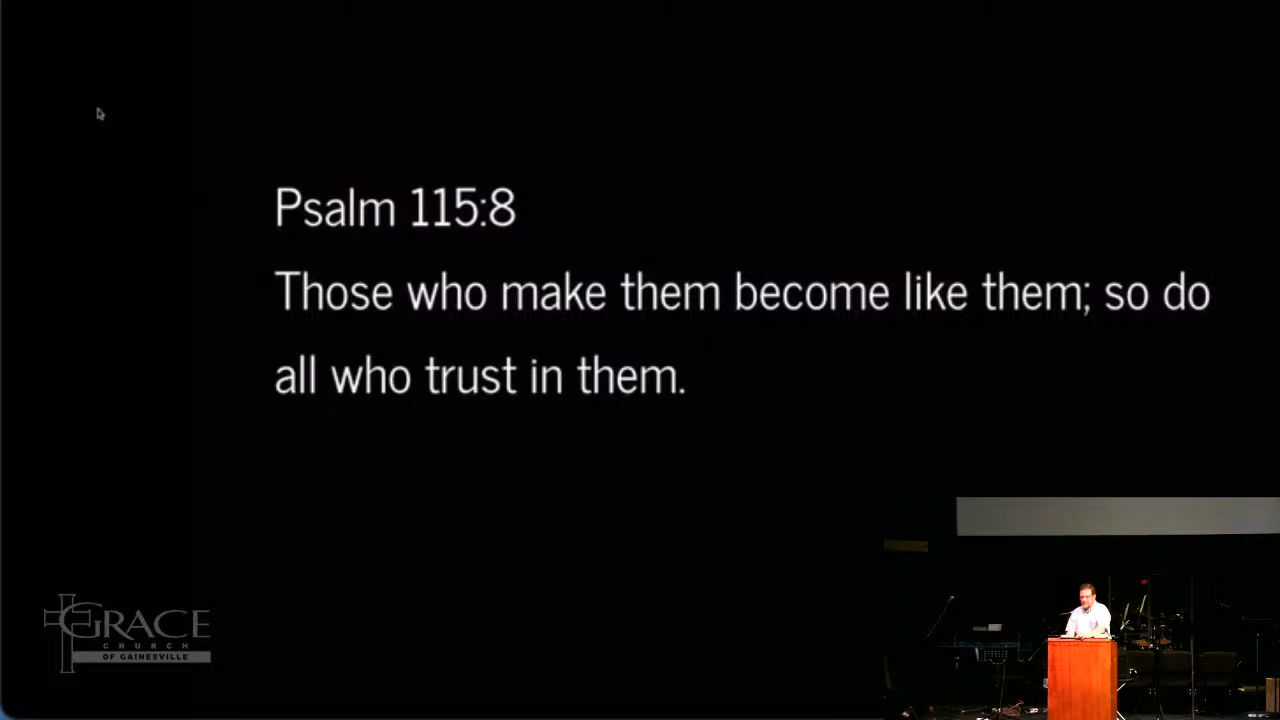 Psalm 115:8
Those who make them become like them; so do
all who trust in them.
GRACE
CHURCH
OF GAINESVILLE